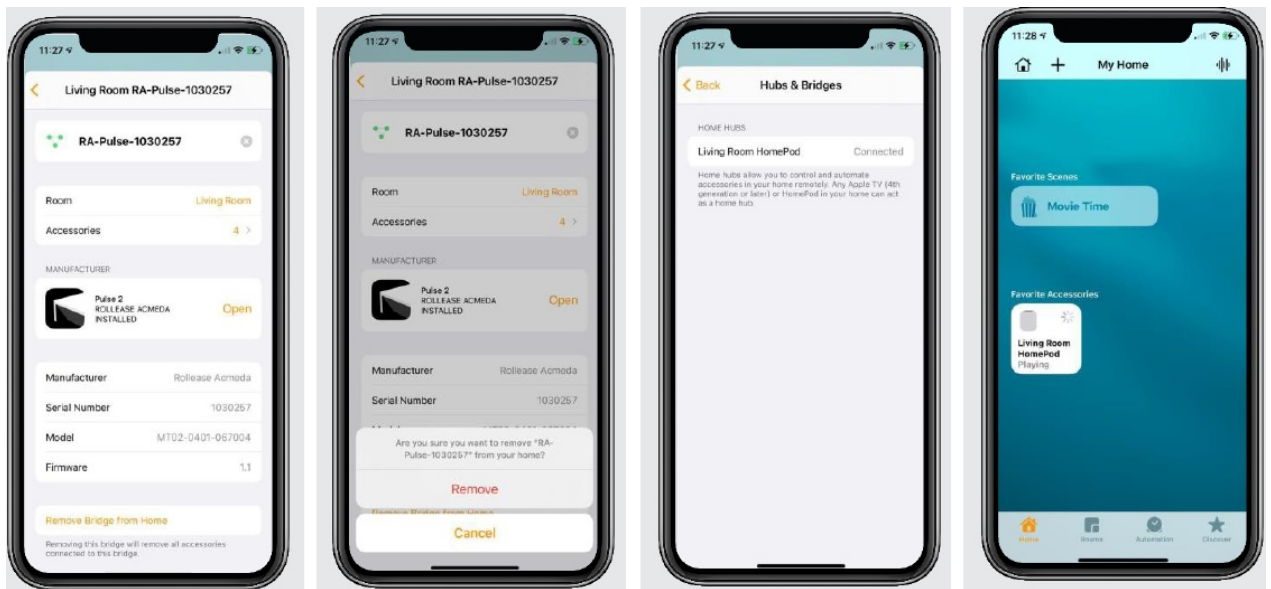 11:27
Living Room RA-Pulse-1030257
RA-Pulse-1030257
Room Living Room
Accessories 4
MANUFACTURER
Pulse 2
ROLLEASE ACMEDA
INSTALLED
Open
Manufacturer Rollease Acmeda
Serial Number 1030257
Model MT02-0401-067004
Firmware 1.1
Remove Bridge from Home
Removing this bridge will remove all accessories
connected to this bridge.
11:27
Living Room RA-Pulse-1030257
RA-Pulse-1030257
Room Living Room
Accessories 4
MANUFACTURER
Pulse 2
ROLLEASE ACMEDA
INSTALLED
Open
Manufacturer Rollease Acmeda
Serial Number 1030257
Are you sure you want to remove "RA-
Pulse-1030257" from your home?
Remove
Remove Bridge from Home
Cancel
11:27
Back Hubs & Bridges
HOME HUBS
Living Room HomePod Connected
Home hubs allow you to control and automate
accessories in your home remotely. Any Apple TV (4th
generation or later) or HomePod in your home can act
as a home hub.
11:28
My Home
Favorite Scenes
Movie Time
Favorite Accessories
Living Room
HomePod
Playing
Home Rooms Automation Discover